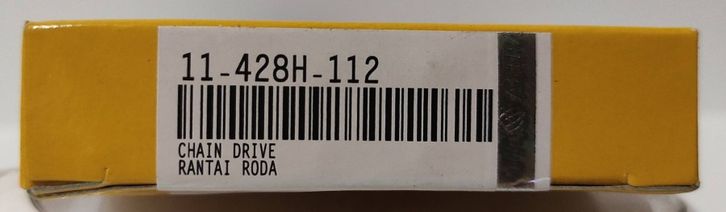 11-428H-112
CHAIN DRIVE
RANTAI RODA